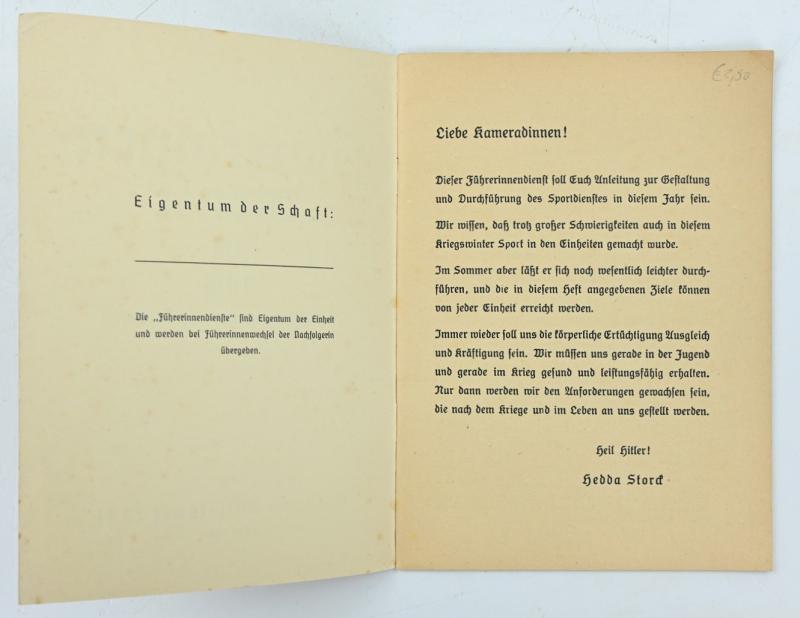 Eigentum der Schaft:
Die „Führerinnendienste" sind Eigentum der Einheit
und werden bei Führerinnenwechsel der Nachfolgerin
übergeben.
€2,50
Liebe Kameradinnen!
Dieser Führerinnendienst soll Euch Anleitung zur Gestaltung
und Durchführung des Sportdienstes in diesem Jahr sein.
Wir wissen, daß trotz großer Schwierigkeiten auch in diesem
Kriegswinter Sport in den Einheiten gemacht wurde.
Im Sommer aber läßt er sich noch wesentlich leichter durch-
führen, und die in diesem Heft angegebenen Ziele können
von jeder Einheit erreicht werden.
Immer wieder soll uns die körperliche Ertüchtigung Ausgleich
und Kräftigung sein. Wir müssen uns gerade in der Jugend
und gerade im Krieg gesund und leistungsfähig erhalten.
Nur dann werden wir den Anforderungen gewachsen sein,
die nach dem Kriege und im Leben an uns gestellt werden.
Heil Hitler!
Hedda Storck